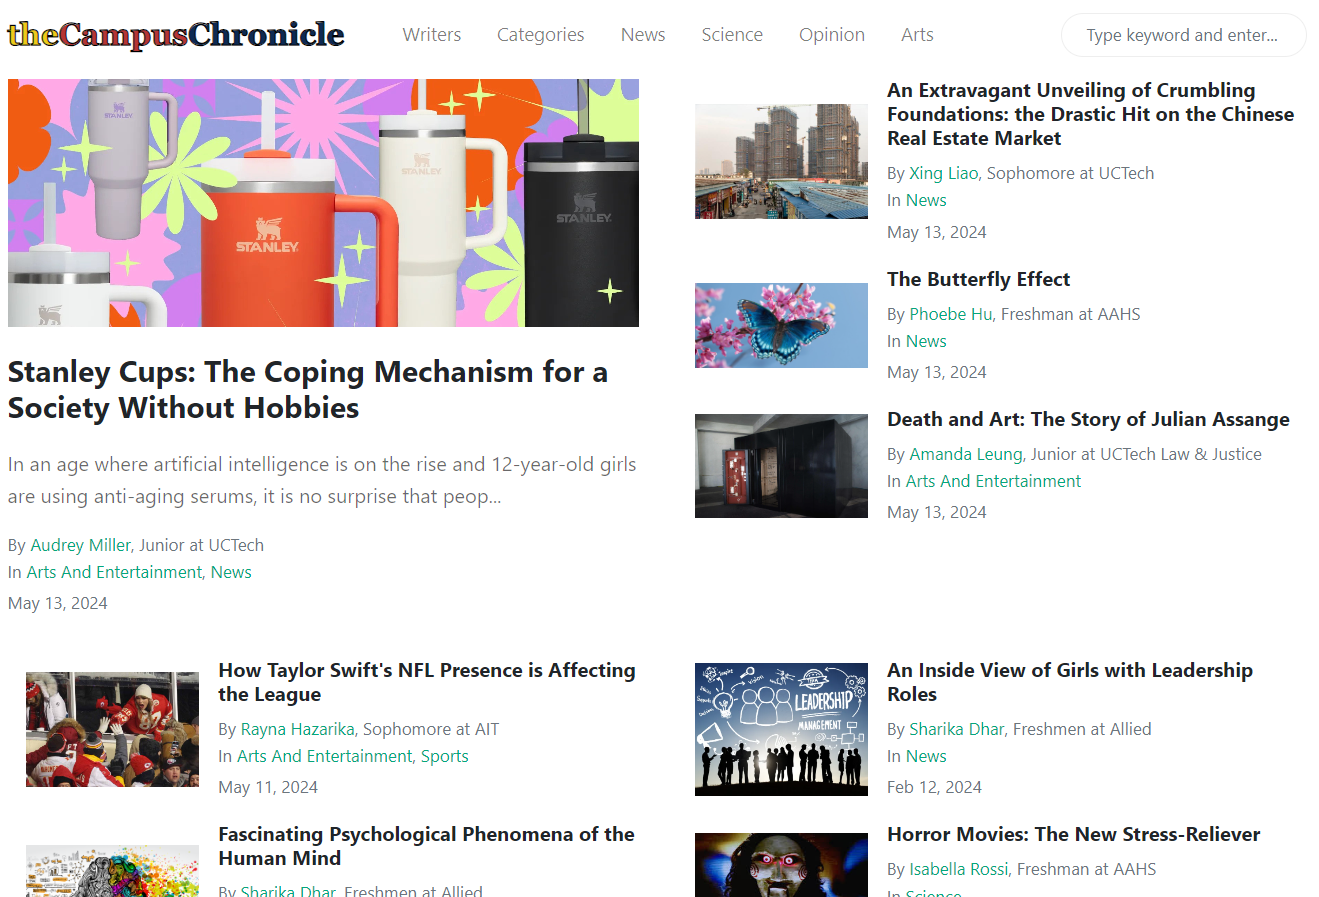 theCampusChronicle
Writers
Categories
News
Science
Opinion
Arts
Type keyword and enter...
STANLEY
STANLEY.
STANLEY.
STANLEY.
Stanley Cups: The Coping Mechanism for a
Society Without Hobbies
In an age where artificial intelligence is on the rise and 12-year-old girls
are using anti-aging serums, it is no surprise that peop...
By Audrey Miller, Junior at UCTech
In Arts And Entertainment, News
May 13, 2024
An Extravagant Unveiling of Crumbling
Foundations: the Drastic Hit on the Chinese
Real Estate Market
By Xing Liao, Sophomore at UCTech
In News
May 13, 2024
The Butterfly Effect
By Phoebe Hu, Freshman at AAHS
In News
May 13, 2024
Death and Art: The Story of Julian Assange
By Amanda Leung, Junior at UCTech Law & Justice
In Arts And Entertainment
May 13, 2024
How Taylor Swift's NFL Presence is Affecting
the League
By Rayna Hazarika, Sophomore at AIT
In Arts And Entertainment, Sports
May 11, 2024
LEADERSHIP
MANAGEMENT
An Inside View of Girls with Leadership
Roles
By Sharika Dhar, Freshmen at Allied
In News
Feb 12, 2024
Fascinating Psychological Phenomena of the
Human Mind
By Sharika Dhar, Freshmen at Allied
Horror Movies: The New Stress-Reliever
By Isabella Rossi, Freshman at AAHS
In Science